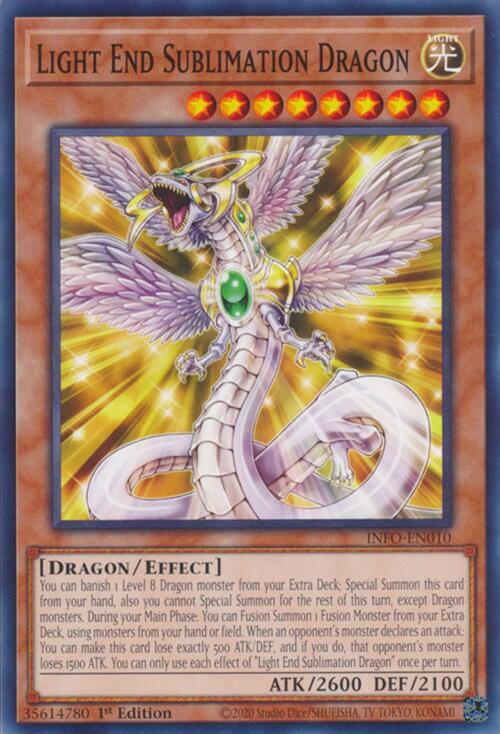 Light End Sublimation Dragon
LIGHT
光
INFO-EN010
[Dragon/Effect]
You can banish 1 Level 8 Dragon monster from your Extra Deck; Special Summon this card
from your hand, also you cannot Special Summon for the rest of this turn, except Dragon
monsters. During your Main Phase: You can Fusion Summon 1 Fusion Monster from your Extra
Deck, using monsters from your hand or field. When an opponent's monster declares an attack:
You can make this card lose exactly 500 ATK/DEF, and if you do, that opponent's monster
loses 1500 ATK. You can only use each effect of "Light End Sublimation Dragon" once per turn.
ATK/2600 DEF/2100
35614780 1st Edition ©2020 Studio Dice/SHUEISHA, TV TOKYO, KONAMI